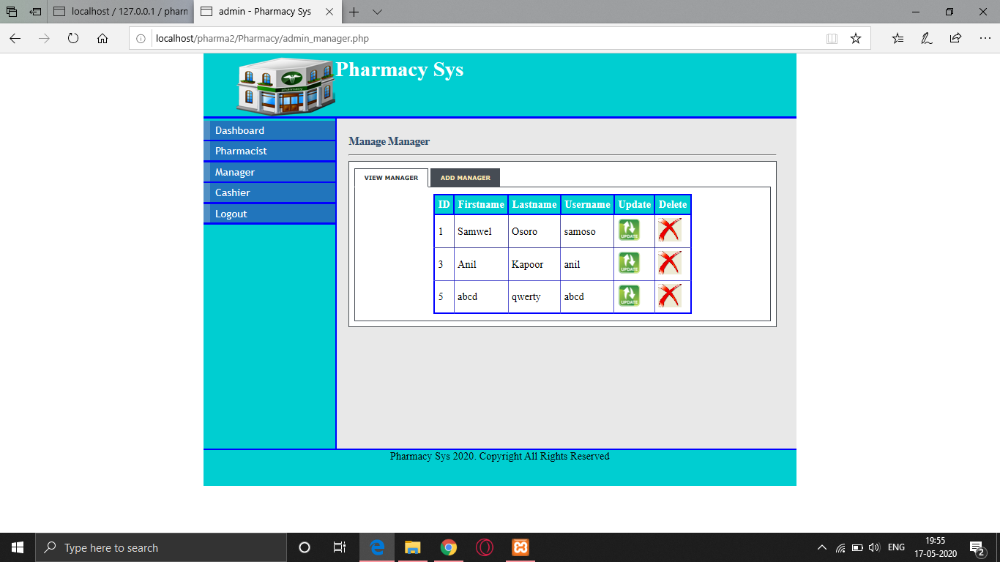 localhost / 127.0.0.1 / pharm
admin - Pharmacy Sys
localhost/pharma2/Pharmacy/admin_manager.php
pharmacy
Pharmacy Sys
Dashboard
Pharmacist
Manager
Cashier
Logout
Manage Manager
VIEW MANAGER ADD MANAGER
ID Firstname Lastname Username Update Delete
1 Samwel Osoro samoso UPDATE
3 Anil Kapoor anil UPDATE
5 abcd qwerty abcd UPDATE
Pharmacy Sys 2020. Copyright All Rights Reserved
Type here to search
ENG
19:55
17-05-2020
2